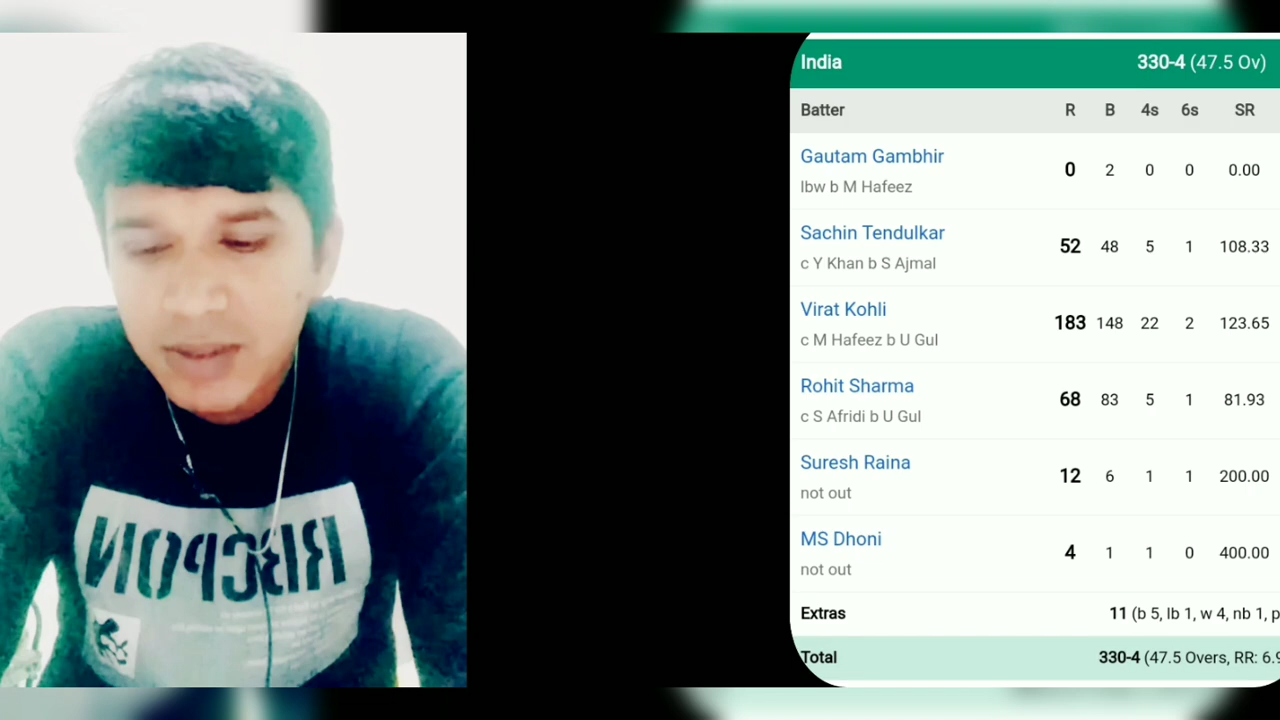 India 330-4 (47.5 Ov)
Batter R B 4s 6s SR
Gautam Gambhir 0 2 0 0 0.00
lbw b M Hafeez
Sachin Tendulkar 52 48 5 1 108.33
c Y Khan b S Ajmal
Virat Kohli 183 148 22 2 123.65
c M Hafeez b U Gul
Rohit Sharma 68 83 5 1 81.93
c S Afridi b U Gul
Suresh Raina 12 6 1 1 200.00
not out
MS Dhoni 4 1 1 0 400.00
not out
Extras 11 (b 5, lb 1, w 4, nb 1, p
Total 330-4 (47.5 Overs, RR: 6.9